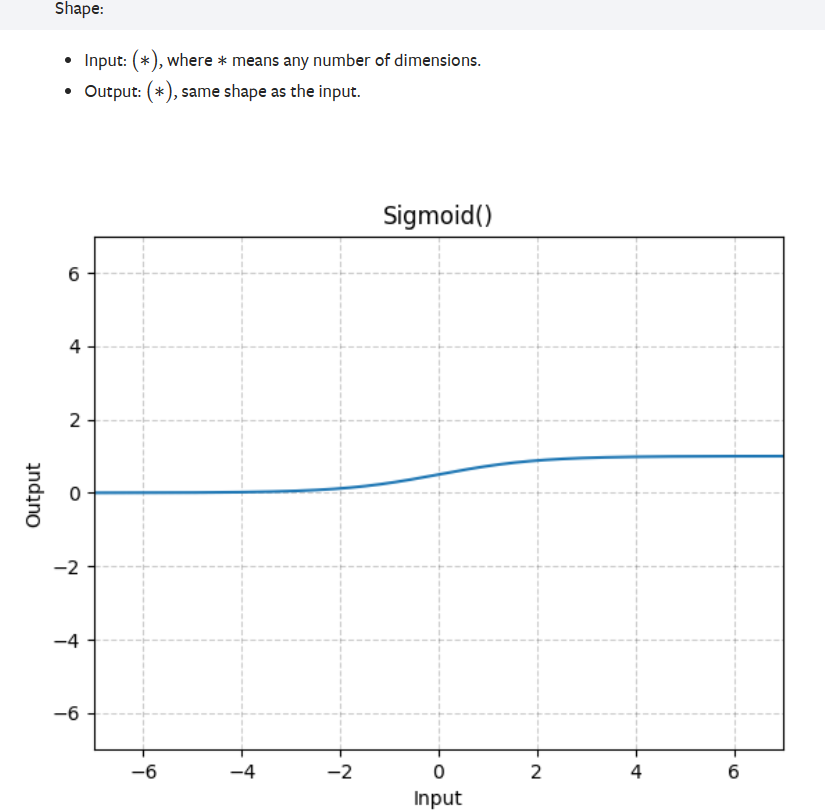 Shape:
• Input: (∗), where ∗ means any number of dimensions.
• Output: (∗), same shape as the input.
Sigmoid()
6
4
2
0
−2
−4
−6
Output
−6 −4 −2 0 2 4 6
Input